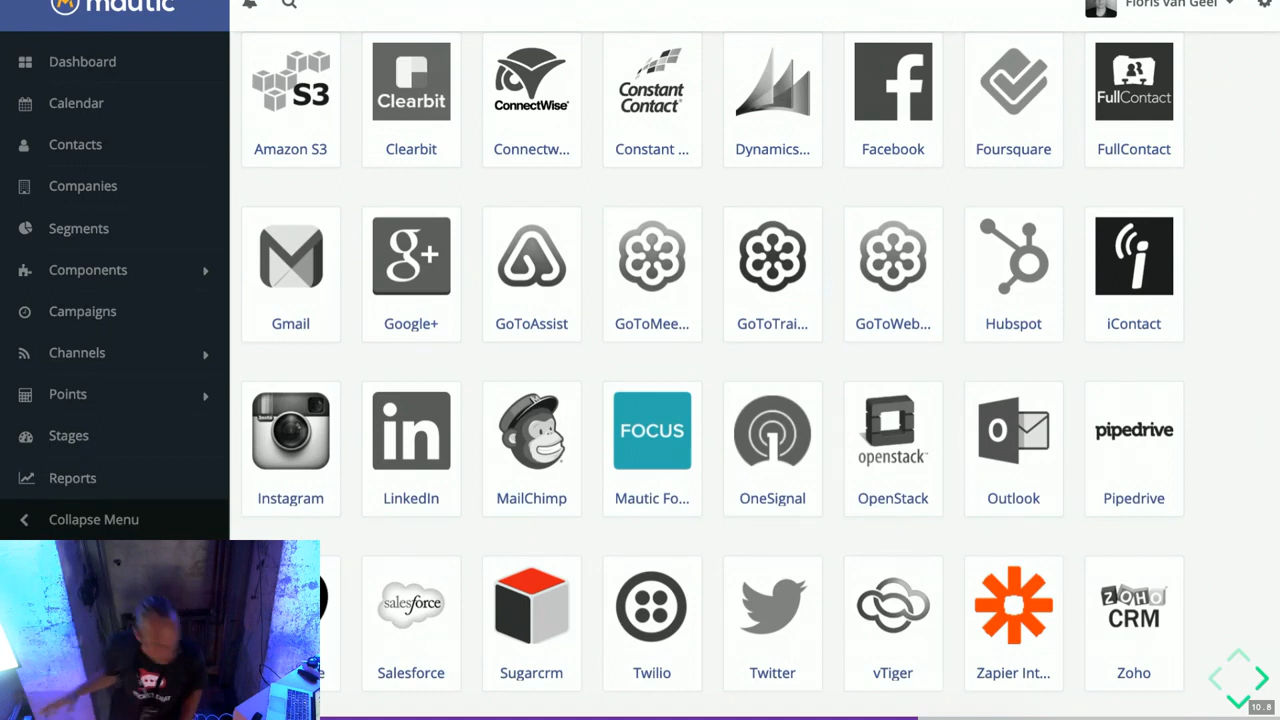 mautic
Floris van Geel
Dashboard
Calendar
Contacts
Companies
Segments
Components
Campaigns
Channels
Points
Stages
Reports
Collapse Menu
S3
Clearbit
ConnectWise
Constant
Contact
f
FullContact
Amazon S3
Clearbit
Connectw...
Constant ...
Dynamics...
Facebook
Foursquare
FullContact
M
g+
i
Gmail
Google+
GoToAssist
GoToMee...
GoToTrai...
GoToWeb...
Hubspot
iContact
in
FOCUS
openstack
O
pipedrive
Instagram
LinkedIn
MailChimp
Mautic Fo...
OneSignal
OpenStack
Outlook
Pipedrive
salesforce
ZOHO
CRM
Salesforce
Sugarcrm
Twilio
Twitter
vTiger
Zapier Int...
Zoho
10.8